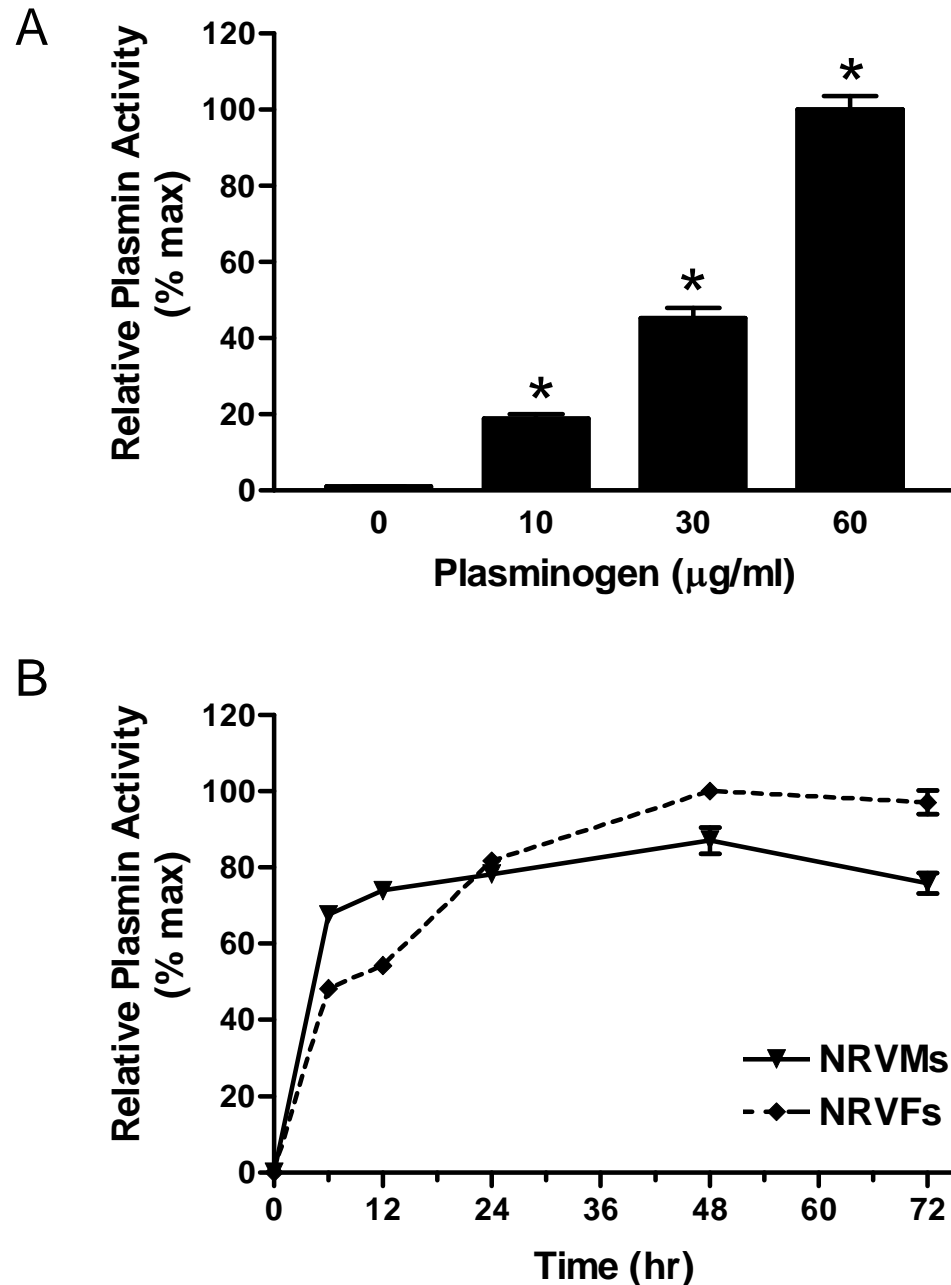 A
Relative Plasmin Activity
(% max)
120
100
80
60
40
20
0
*
*
*
0 10 30 60
Plasminogen (μg/ml)
B
Relative Plasmin Activity
(% max)
120
100
80
60
40
20
0
NRVMs
NRVFs
0 12 24 36 48 60 72
Time (hr)